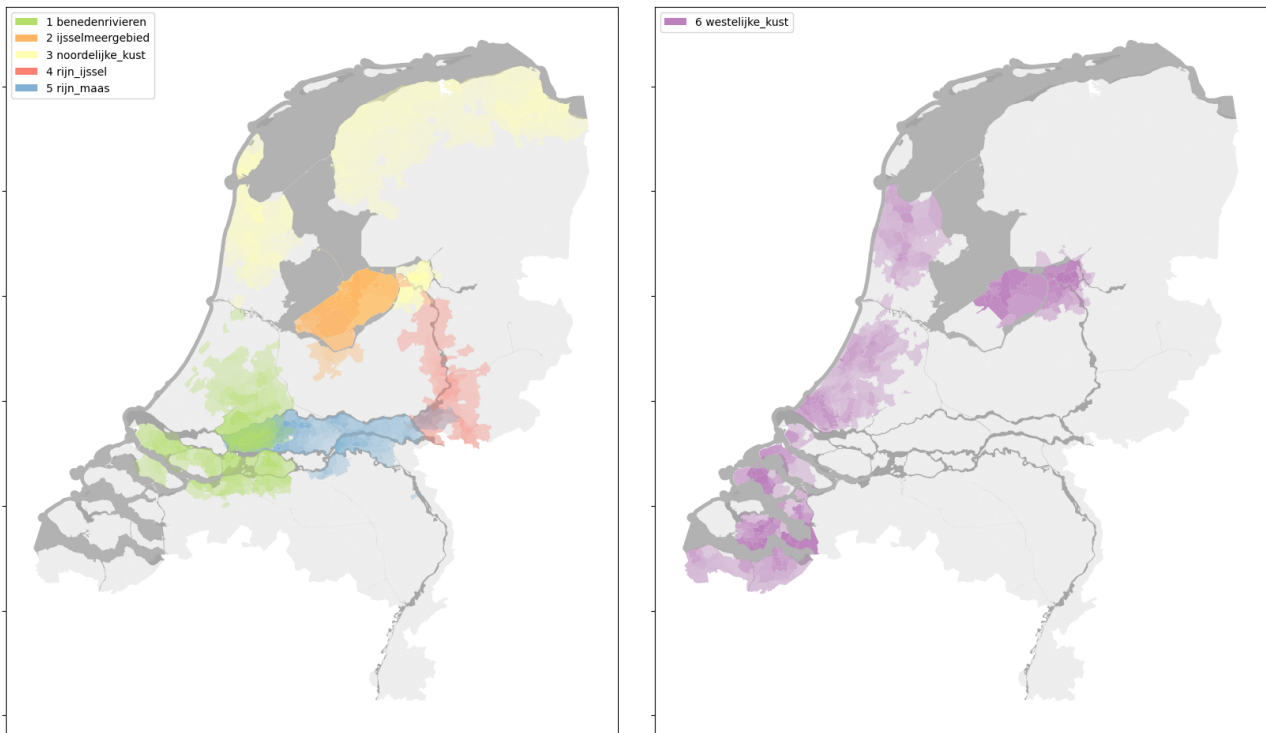 1 benedenrivieren
2 ijsselmeergebied
3 noordelijke_kust
4 rijn_ijssel
5 rijn_maas
6 westelijke_kust